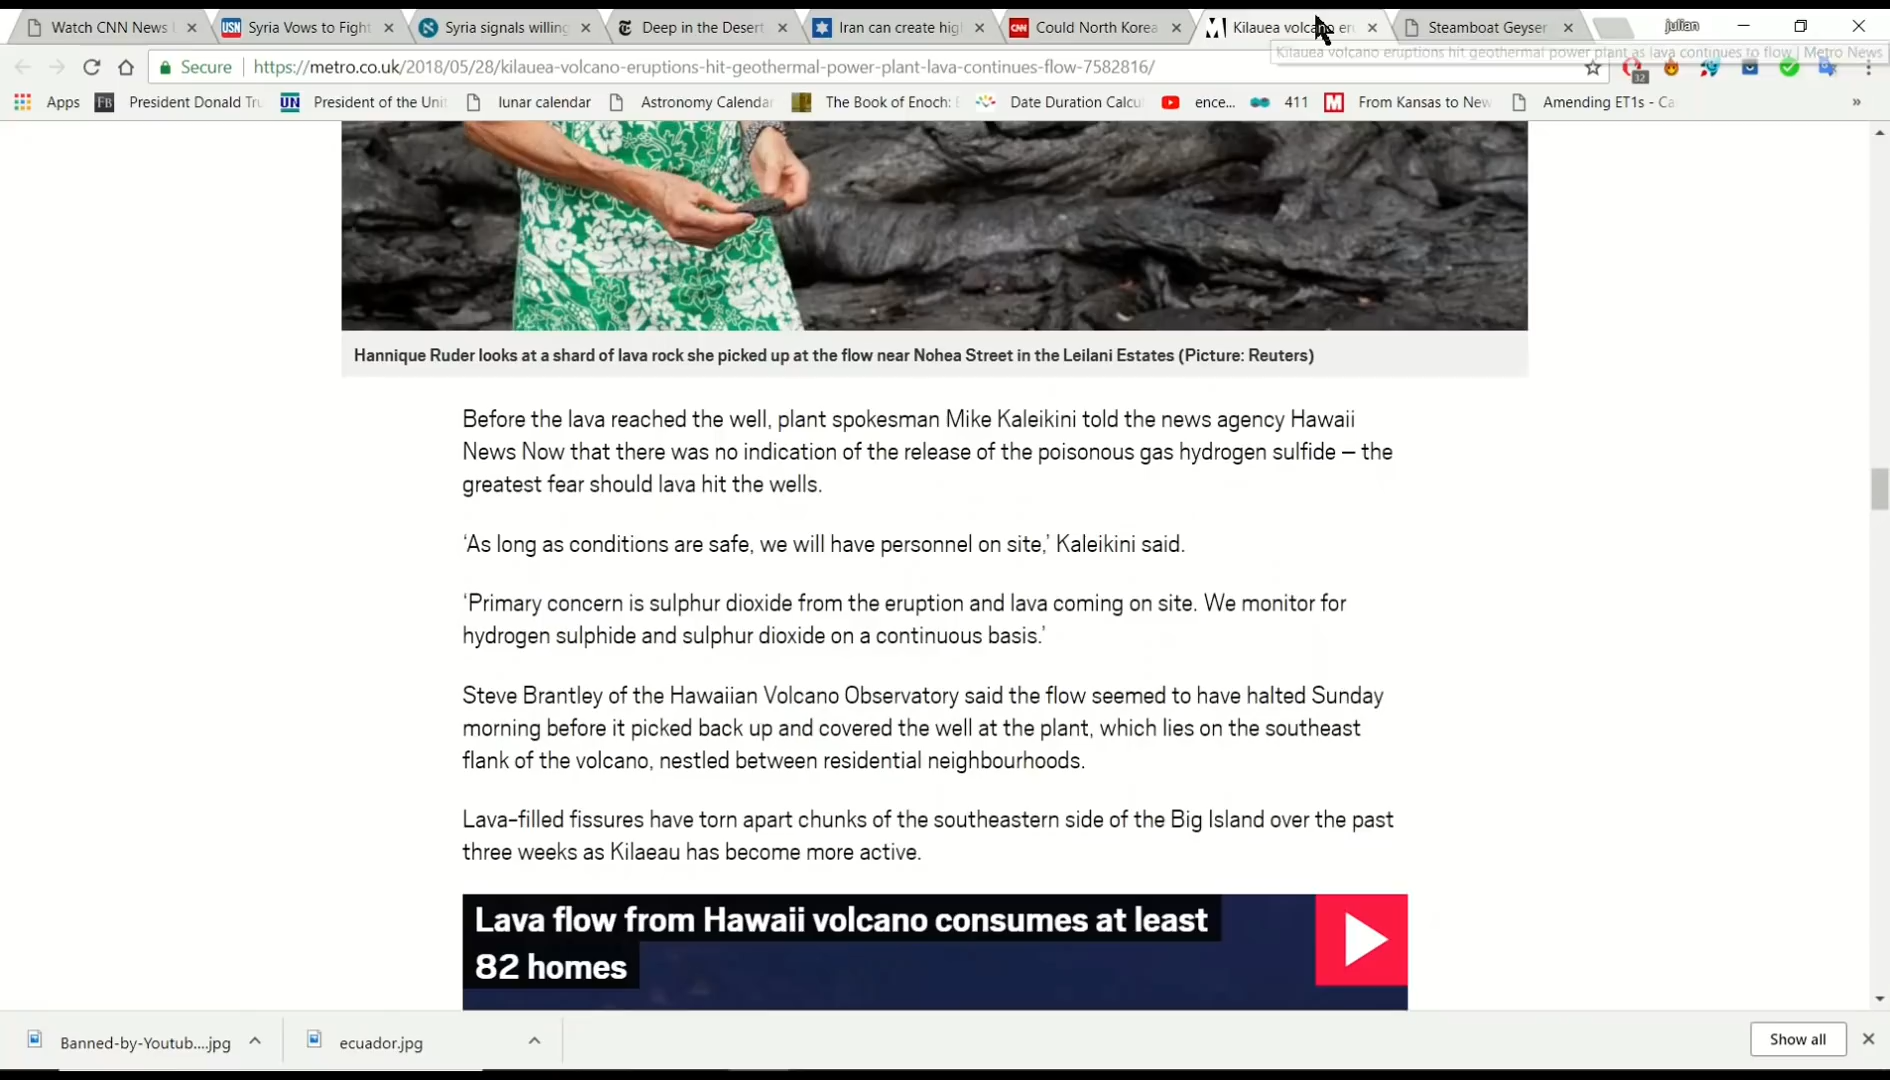 Watch CNN News
Syria Vows to Fight
Syria signals willing
Deep in the Desert
Iran can create hig
Could North Korea
Kilauea volcano er
Steamboat Geyser
julian
Kilauea volcano eruptions hit geothermal power plant as lava continues to flow | Metro News
Secure
https://metro.co.uk/2018/05/28/kilauea-volcano-eruptions-hit-geothermal-power-plant-lava-continues-flow-7582816/
32
Apps
FB President Donald Tru
UN President of the Unit
lunar calendar
Astronomy Calendar
The Book of Enoch:
Date Duration Calcu
ence...
411
M From Kansas to New
Amending ET1s - Ca
»
Hannique Ruder looks at a shard of lava rock she picked up at the flow near Nohea Street in the Leilani Estates (Picture: Reuters)
Before the lava reached the well, plant spokesman Mike Kaleikini told the news agency Hawaii
News Now that there was no indication of the release of the poisonous gas hydrogen sulfide – the
greatest fear should lava hit the wells.
‘As long as conditions are safe, we will have personnel on site,’ Kaleikini said.
‘Primary concern is sulphur dioxide from the eruption and lava coming on site. We monitor for
hydrogen sulphide and sulphur dioxide on a continuous basis.’
Steve Brantley of the Hawaiian Volcano Observatory said the flow seemed to have halted Sunday
morning before it picked back up and covered the well at the plant, which lies on the southeast
flank of the volcano, nestled between residential neighbourhoods.
Lava-filled fissures have torn apart chunks of the southeastern side of the Big Island over the past
three weeks as Kilaeau has become more active.
Lava flow from Hawaii volcano consumes at least
82 homes
Banned-by-Youtub....jpg
ecuador.jpg
Show all